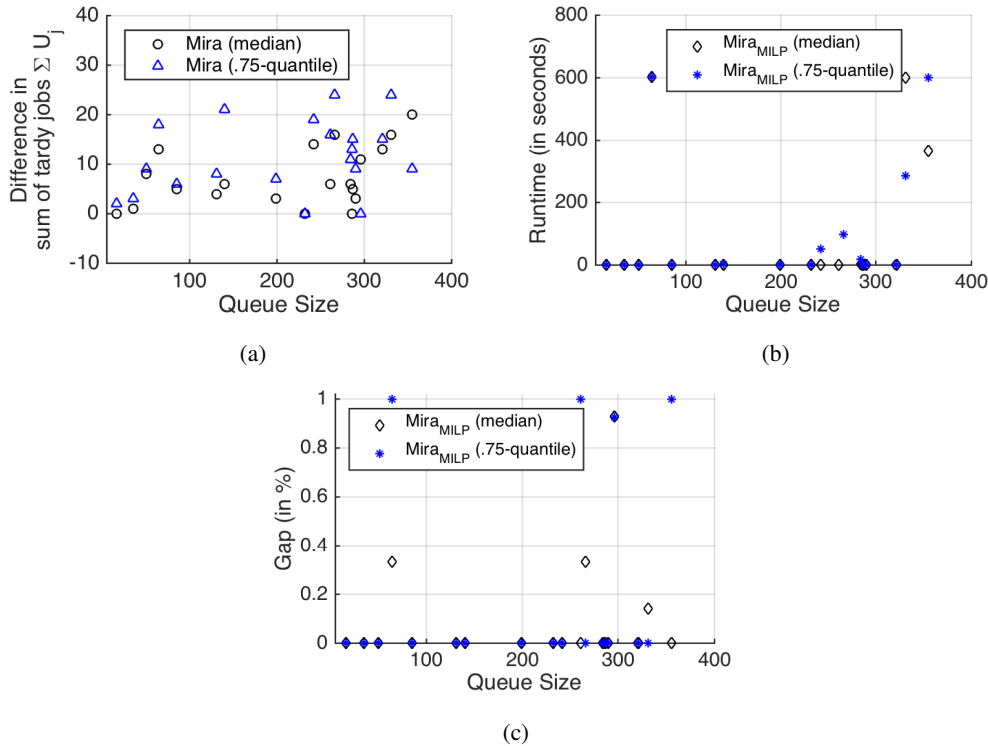 40
30
20
10
0
-10
100
200
300
400
Difference in
sum of tardy jobs Σ Uj
Queue Size
Mira (median)
Mira (.75-quantile)
(a)
800
600
400
200
0
100
200
300
400
Runtime (in seconds)
Queue Size
MiraMILP (median)
MiraMILP (.75-quantile)
(b)
1
0.8
0.6
0.4
0.2
0
100
200
300
400
Gap (in %)
Queue Size
MiraMILP (median)
MiraMILP (.75-quantile)
(c)